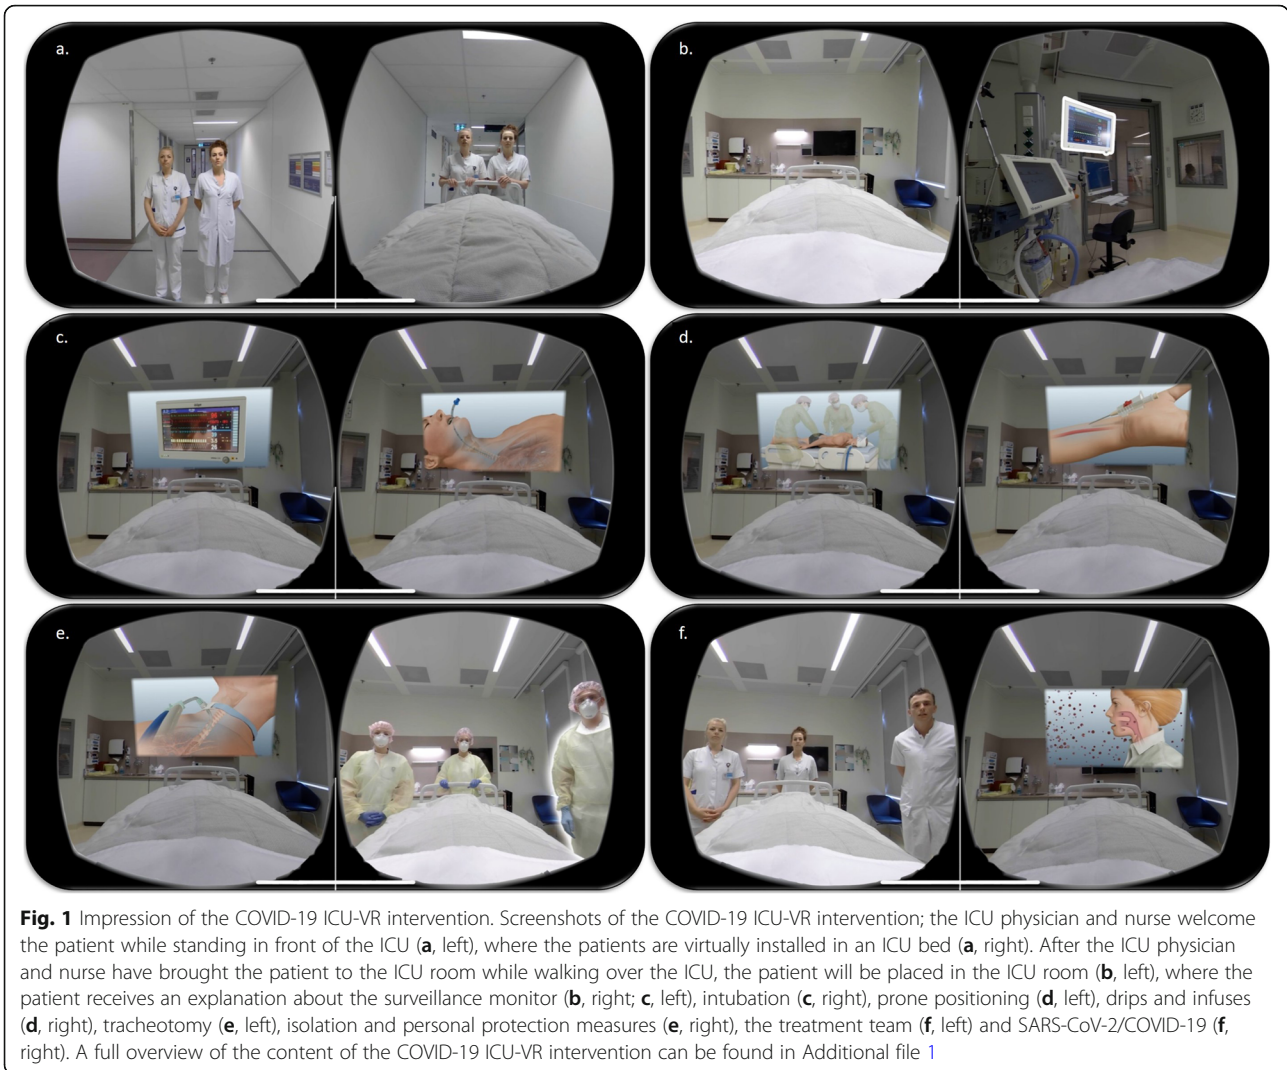 a.
b.
c.
d.
e.
f.
Fig. 1 Impression of the COVID-19 ICU-VR intervention. Screenshots of the COVID-19 ICU-VR intervention; the ICU physician and nurse welcome
the patient while standing in front of the ICU (a, left), where the patients are virtually installed in an ICU bed (a, right). After the ICU physician
and nurse have brought the patient to the ICU room while walking over the ICU, the patient will be placed in the ICU room (b, left), where the
patient receives an explanation about the surveillance monitor (b, right; c, left), intubation (c, right), prone positioning (d, left), drips and infuses
(d, right), tracheotomy (e, left), isolation and personal protection measures (e, right), the treatment team (f, left) and SARS-CoV-2/COVID-19 (f,
right). A full overview of the content of the COVID-19 ICU-VR intervention can be found in Additional file 1